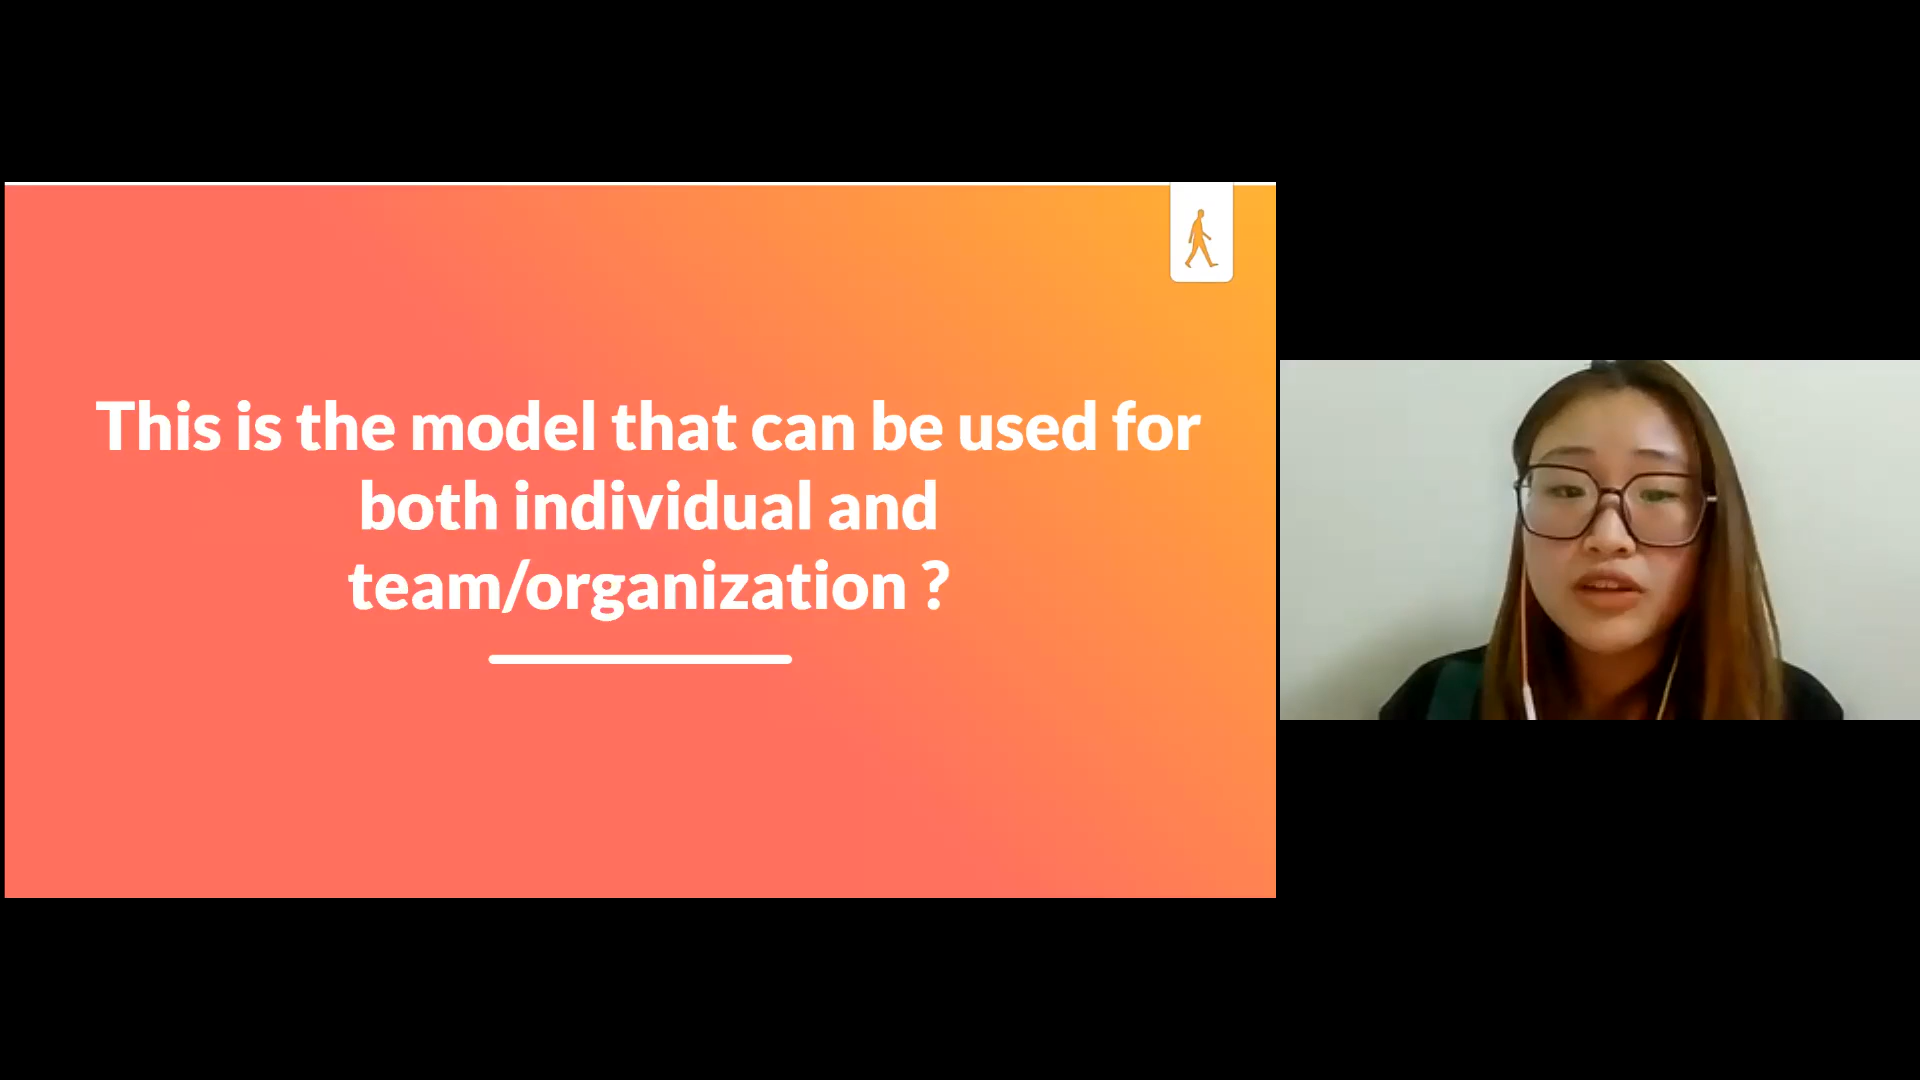 This is the model that can be used for
both individual and
team/organization ?